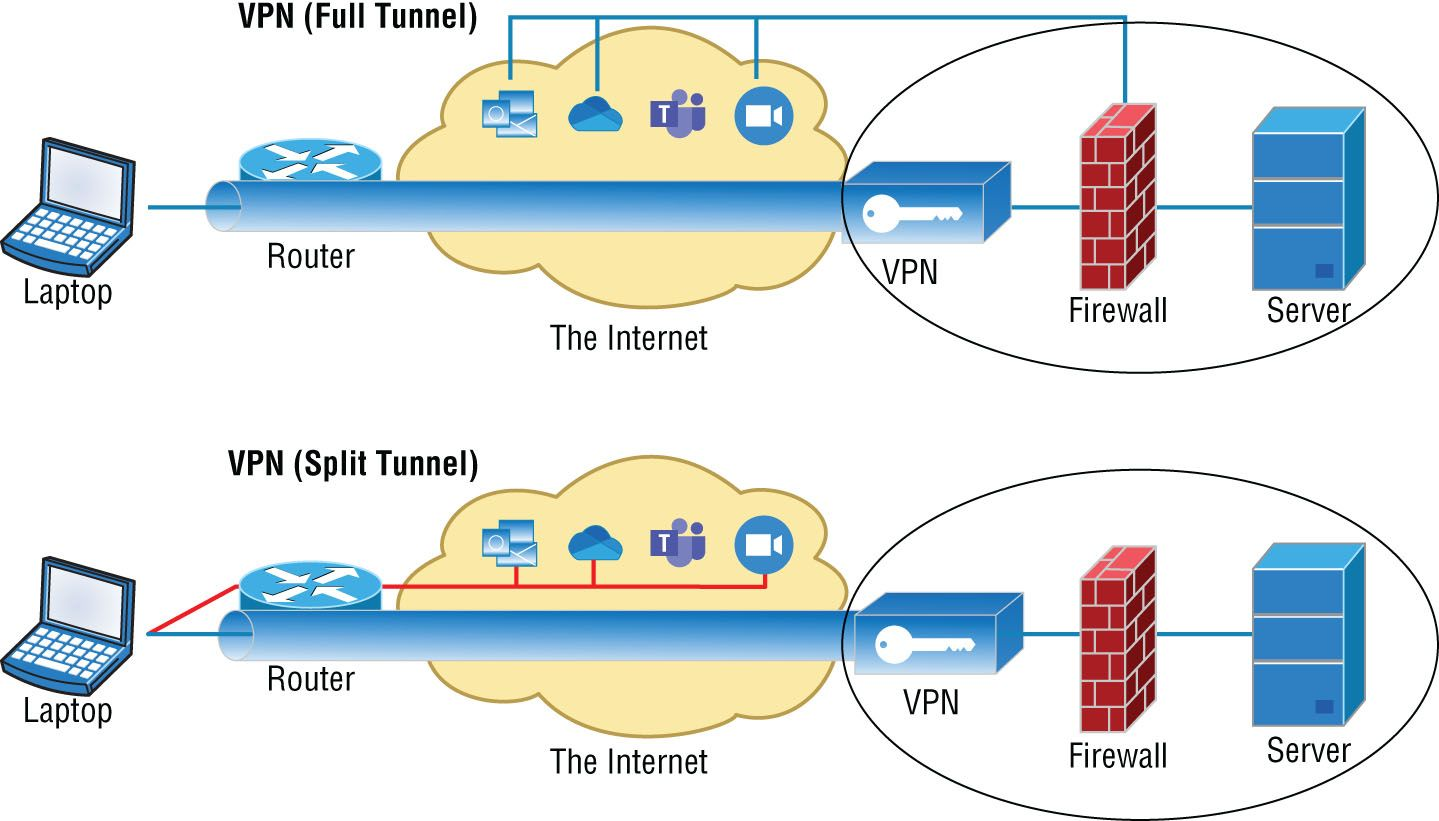 VPN (Full Tunnel)
T
Router
Laptop
VPN
Firewall
Server
The Internet
VPN (Split Tunnel)
T
Router
Laptop
VPN
Firewall
Server
The Internet